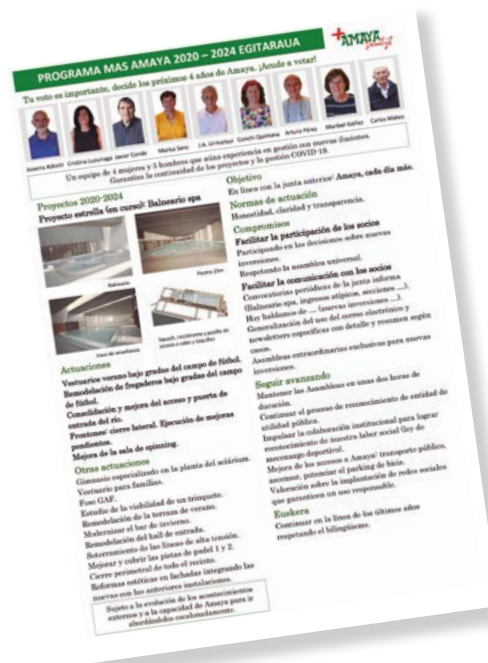 PROGRAMA MAS AMAYA 2020 – 2024 EGITARAUA
+AMAYA
Tu voto es importante, decide los próximos 4 años de Amaya. ¡Acude a votar!
Joserra Adeznio Cristina Luzuriaga Javier Conde Marisa Sanz J.A. Urricelqui Conchi Quintana Arturo Pérez Maribel Ibáñez Carlos Mateo
Un equipo de 4 mujeres y 5 hombres que aúna experiencia en gestión con nuevas ilusiones.
Garantiza la continuidad de los proyectos y la gestión COVID-19.
Proyectos 2020-2024
Proyecto estrella (en curso): Balneario spa
Balneario
Piscina 25m
Vaso de enseñanza
Actuaciones
Vestuarios verano bajo gradas del campo de fútbol.
Remodelación de fregaderos bajo gradas del campo
de fútbol.
Consolidación y mejora del acceso y puerta de
entrada del río.
Frontones: cierre lateral. Ejecución de mejoras
pendientes.
Mejora de la sala de spinning.
Otras actuaciones
Gimnasio especializado en la planta del solárium.
Vestuario para familias.
Foso GAF.
Estudio de la viabilidad de un trinquete.
Remodelación de la terraza de verano.
Modernizar el bar de invierno.
Remodelación del hall de entrada.
Soterramiento de las líneas de alta tensión.
Mejorar y cubrir las pistas de padel 1 y 2.
Cierre perimetral de todo el recinto.
Reformas estéticas en fachadas integrando las
nuevas con las anteriores instalaciones.
Sujeto a la evolución de los acontecimientos
externos y a la capacidad de Amaya para ir
abordándolos escalonadamente.
Objetivo
En línea con la junta anterior: Amaya, cada día más.
Normas de actuación
Honestidad, claridad y transparencia.
Compromisos
Facilitar la participación de los socios
Participando en las decisiones sobre nuevas
inversiones.
Respetando la asamblea universal.
Facilitar la comunicación con los socios
Convocatorias periódicas de la junta informa
(Balneario spa, ingresos atípicos, secciones ...),
Hoy hablamos de .... (nuevas inversiones ...).
Generalización del uso del correo electrónico y
newsletters específicas con detalle y resumen según
casos.
Asambleas extraordinarias exclusivas para nuevas
inversiones.
Seguir avanzando
Mantener las Asambleas en unas dos horas de
duración.
Continuar el proceso de reconocimiento de entidad de
utilidad pública.
Impulsar la colaboración institucional para lograr
reconocimiento de nuestra labor social (ley de
mecenazgo deportivo).
Mejora de los accesos a Amaya: transporte público,
ascensor, potenciar el parking de bicis.
Valoración sobre la implantación de redes sociales
que garanticen un uso responsable.
Euskera
Continuar en la línea de los últimos años
respetando el bilingüismo.